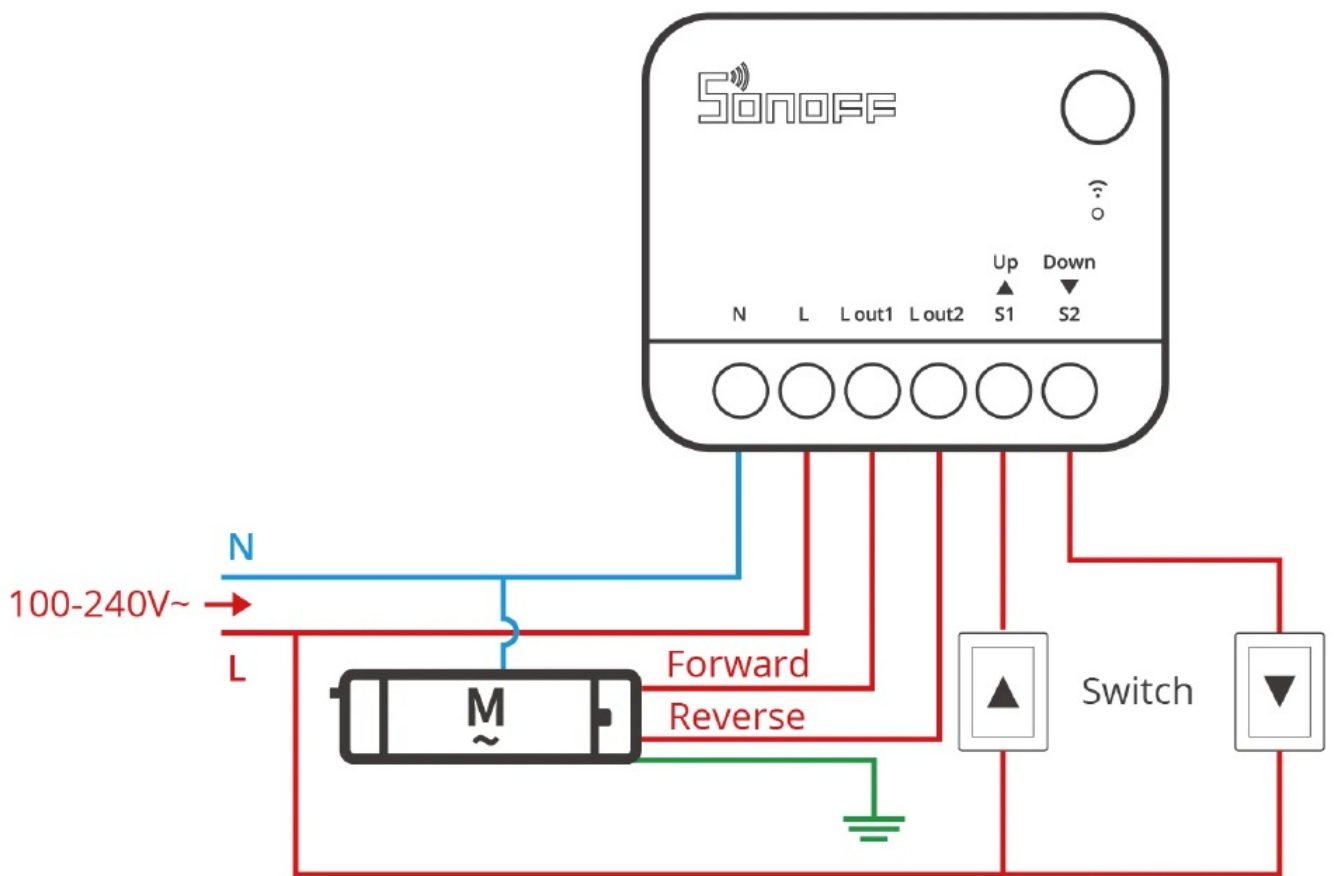 SONOFF
Up Down
▲ ▼
N L L out1 L out2 S1 S2
N
100-240V~
L
Forward
M
~
Reverse
▲ Switch ▼